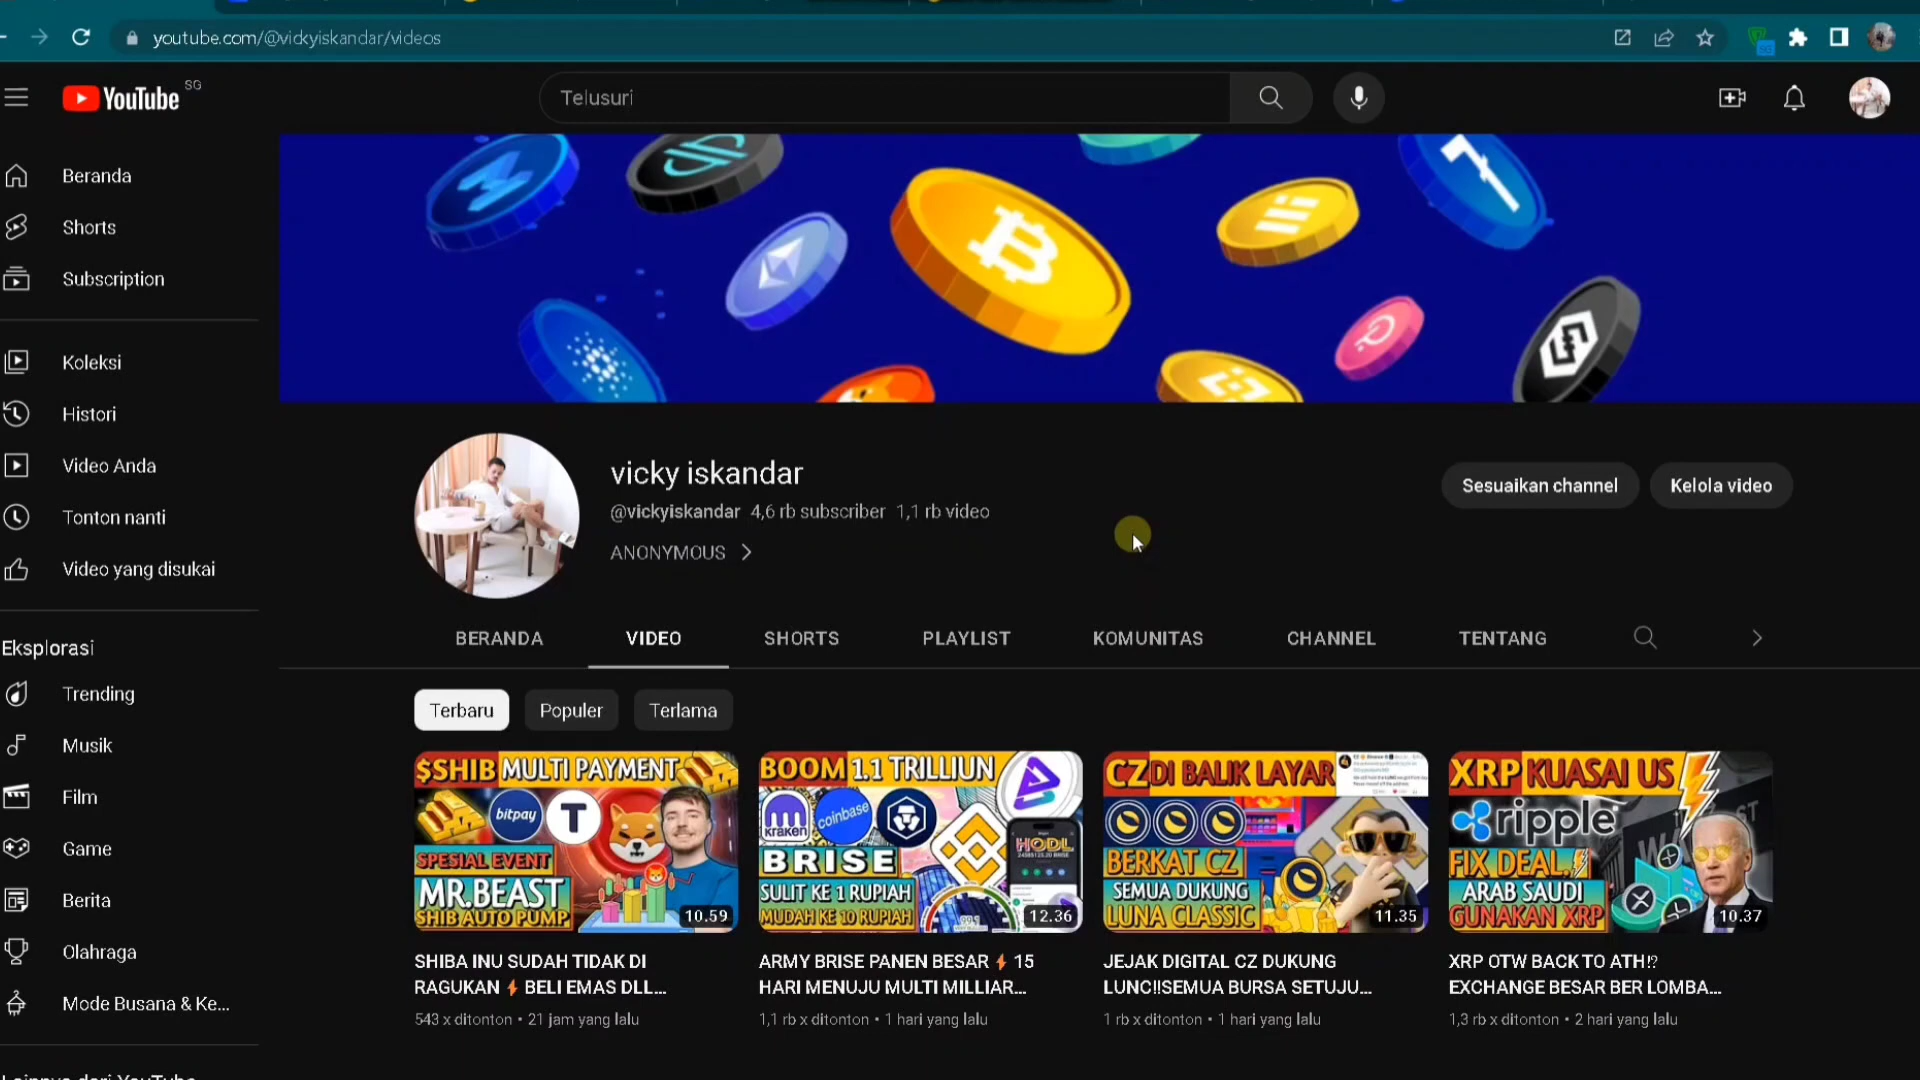 youtube.com/@vickyiskandar/videos
YouTube SG
Telusuri
Beranda
Shorts
Subscription
Koleksi
Histori
Video Anda
Tonton nanti
Video yang disukai
Eksplorasi
Trending
Musik
Film
Game
Berita
Olahraga
Mode Busana & Ke...
vicky iskandar
@vickyiskandar 4,6 rb subscriber 1,1 rb video
ANONYMOUS
Sesuaikan channel
Kelola video
BERANDA
VIDEO
SHORTS
PLAYLIST
KOMUNITAS
CHANNEL
TENTANG
Terbaru
Populer
Terlama
$SHIB MULTI PAYMENT
bitpay
T
SPESIAL EVENT
MR.BEAST
SHIB AUTO PUMP
10.59
SHIBA INU SUDAH TIDAK DI
RAGUKAN ⚡ BELI EMAS DLL...
543 x ditonton • 21 jam yang lalu
BOOM 1.1 TRILLIUN
kraken
coinbase
HODL
BRISE
SULIT KE 1 RUPIAH
MUDAH KE 10 RUPIAH
12.36
ARMY BRISE PANEN BESAR ⚡ 15
HARI MENUJU MULTI MILLIAR...
1,1 rb x ditonton • 1 hari yang lalu
CZ DI BALIK LAYAR
BERKAT CZ
SEMUA DUKUNG
LUNA CLASSIC
11.35
JEJAK DIGITAL CZ DUKUNG
LUNC!!SEMUA BURSA SETUJU...
1 rb x ditonton • 1 hari yang lalu
XRP KUASAI US
ripple
FIX DEAL
ARAB SAUDI
GUNAKAN XRP
10.37
XRP OTW BACK TO ATH⁉
EXCHANGE BESAR BER LOMBA...
1,3 rb x ditonton • 2 hari yang lalu